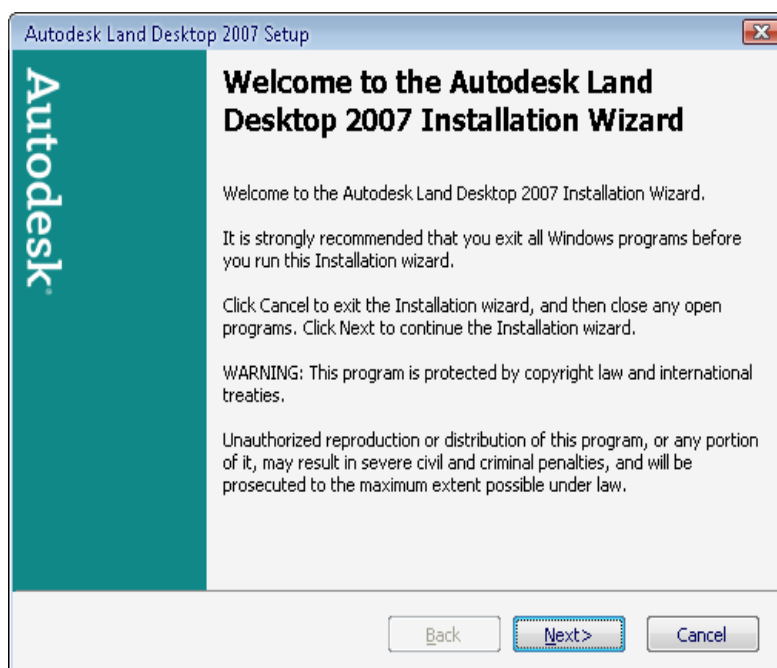 Autodesk Land Desktop 2007 Setup
Autodesk
Welcome to the Autodesk Land
Desktop 2007 Installation Wizard
Welcome to the Autodesk Land Desktop 2007 Installation Wizard.
It is strongly recommended that you exit all Windows programs before
you run this Installation wizard.
Click Cancel to exit the Installation wizard, and then close any open
programs. Click Next to continue the Installation wizard.
WARNING: This program is protected by copyright law and international
treaties.
Unauthorized reproduction or distribution of this program, or any portion
of it, may result in severe civil and criminal penalties, and will be
prosecuted to the maximum extent possible under law.
Back
Next>
Cancel